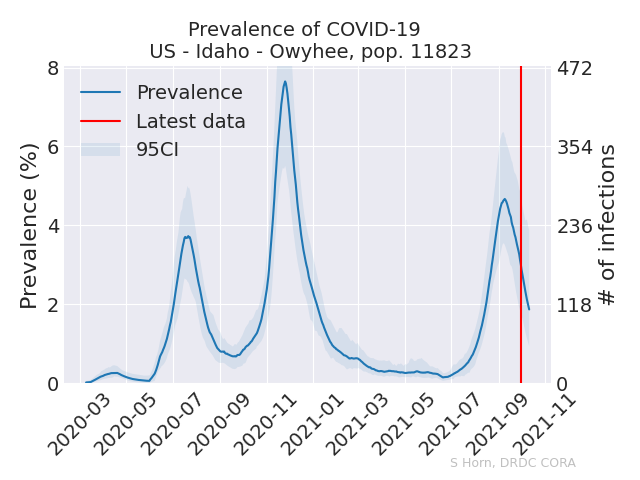 Prevalence of COVID-19
US - Idaho - Owyhee, pop. 11823
Prevalence
Latest data
95CI
Prevalence (%)
8
6
4
2
0
472
354
236
118
0
# of infections
2020-03
2020-05
2020-07
2020-09
2020-11
2021-01
2021-03
2021-05
2021-07
2021-09
2021-11
S Horn, DRDC CORA